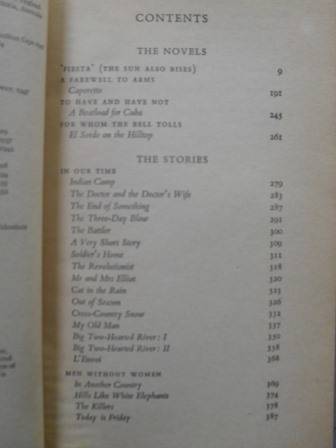 CONTENTS
THE NOVELS
'FIESTA' (THE SUN ALSO RISES) 9
A FAREWELL TO ARMS
Caporetto 191
TO HAVE AND HAVE NOT
A Boatload for Cuba 245
FOR WHOM THE BELL TOLLS
El Sordo on the Hilltop 261
THE STORIES
IN OUR TIME
Indian Camp 279
The Doctor and the Doctor's Wife 283
The End of Something 287
The Three-Day Blow 291
The Battler 300
A Very Short Story 309
Soldier's Home 311
The Revolutionist 318
Mr and Mrs Elliot 320
Cat in the Rain 323
Out of Season 326
Cross-Country Snow 332
My Old Man 337
Big Two-Hearted River: I 350
Big Two-Hearted River: II 358
L'Envoi 368
MEN WITHOUT WOMEN
In Another Country 369
Hills Like White Elephants 374
The Killers 378
Today is Friday 387